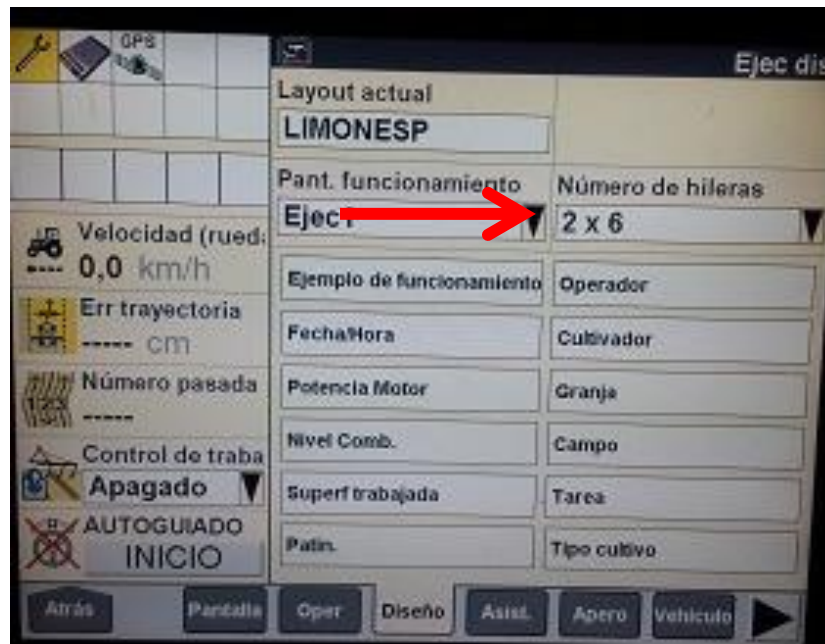 GPS
Ejec dis
Layout actual
LIMONESP
Pant. funcionamiento
Número de hileras
Ejec1
2 x 6
Velocidad (rued
0,0 km/h
Err trayectoria
----- cm
Número pasada
-----
Control de traba
Apagado
AUTOGUIADO
INICIO
Ejemplo de funcionamiento
Operador
Fecha/Hora
Cultivador
Potencia Motor
Granja
Nivel Comb.
Campo
Superf trabajada
Tarea
Patin.
Tipo cultivo
Atrás
Pantalla
Oper
Diseño
Asist.
Apero
Vehículo